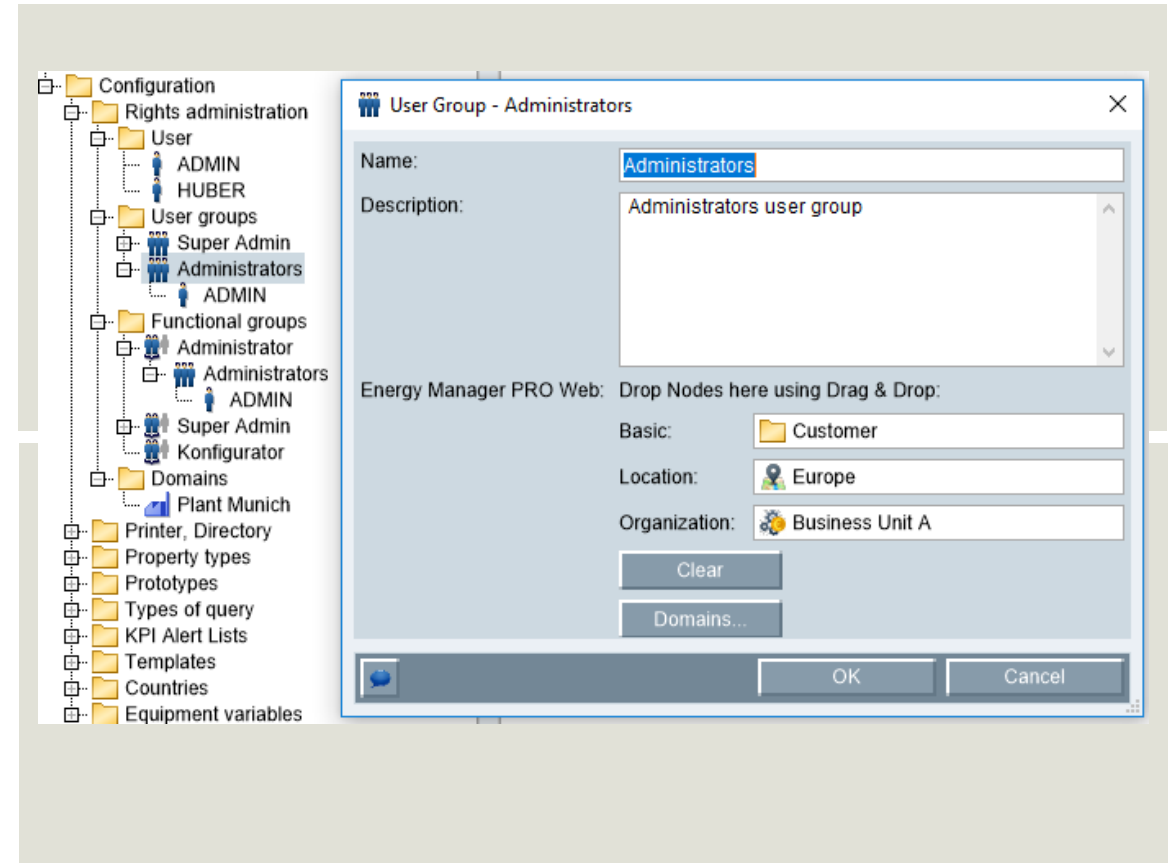 Configuration
Rights administration
User
ADMIN
HUBER
User groups
Super Admin
Administrators
ADMIN
Functional groups
Administrator
Administrators
ADMIN
Super Admin
Konfigurator
Domains
Plant Munich
Printer, Directory
Property types
Prototypes
Types of query
KPI Alert Lists
Templates
Countries
Equipment variables
User Group - Administrators
Name: Administrators
Description: Administrators user group
Energy Manager PRO Web: Drop Nodes here using Drag & Drop:
Basic: Customer
Location: Europe
Organization: Business Unit A
Clear
Domains...
OK Cancel